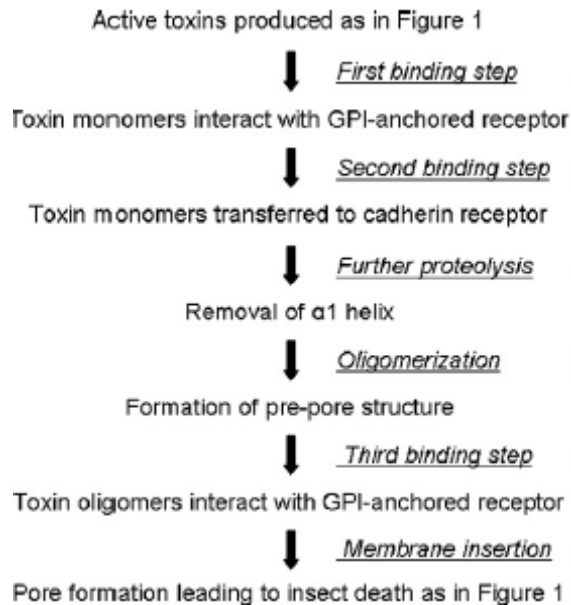 Active toxins produced as in Figure 1
First binding step
Toxin monomers interact with GPI-anchored receptor
Second binding step
Toxin monomers transferred to cadherin receptor
Further proteolysis
Removal of α1 helix
Oligomerization
Formation of pre-pore structure
Third binding step
Toxin oligomers interact with GPI-anchored receptor
Membrane insertion
Pore formation leading to insect death as in Figure 1